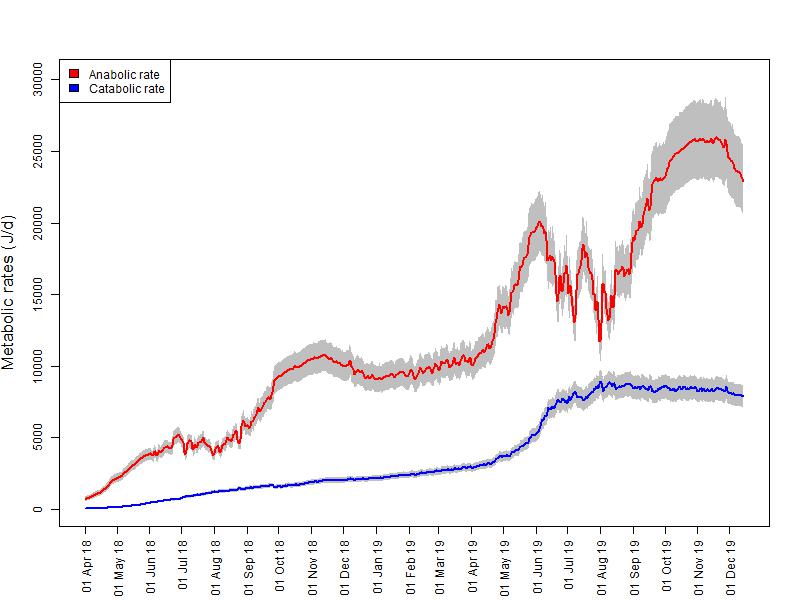 Anabolic rate
Catabolic rate
Metabolic rates (J/d)
30000
25000
20000
15000
10000
5000
0
01 Apr 18
01 May 18
01 Jun 18
01 Jul 18
01 Aug 18
01 Sep 18
01 Oct 18
01 Nov 18
01 Dec 18
01 Jan 19
01 Feb 19
01 Mar 19
01 Apr 19
01 May 19
01 Jun 19
01 Jul 19
01 Aug 19
01 Sep 19
01 Oct 19
01 Nov 19
01 Dec 19